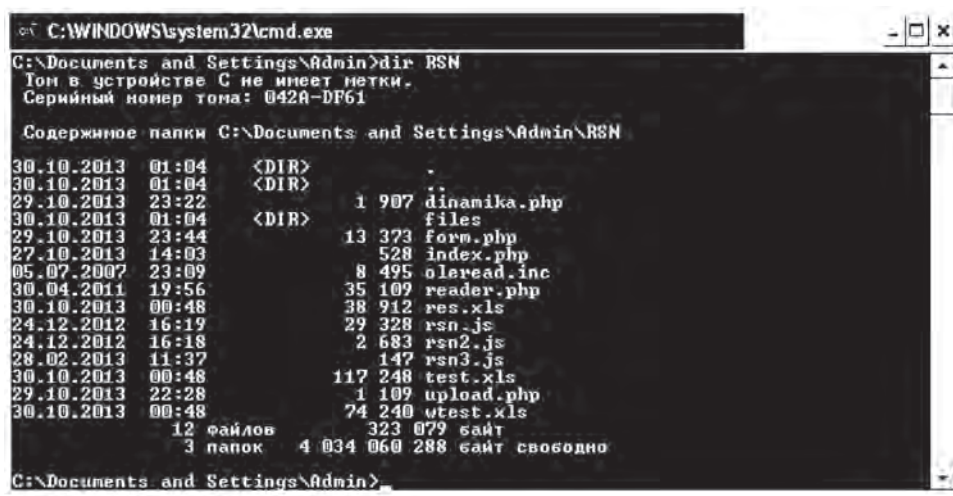 C:\WINDOWS\system32\cmd.exe
C:\Documents and Settings\Admin>dir RSN
Том в устройстве C не имеет метки.
Серийный номер тома: 042A-DF61
Содержимое папки C:\Documents and Settings\Admin\RSN
30.10.2013 01:04 <DIR> .
30.10.2013 01:04 <DIR> ..
29.10.2013 23:22 1 907 dinamika.php
30.10.2013 01:04 <DIR> files
29.10.2013 23:44 13 373 form.php
27.10.2013 14:03 528 index.php
05.07.2007 23:09 8 495 oleread.inc
30.04.2011 19:56 35 109 reader.php
30.10.2013 00:48 38 912 res.xls
24.12.2012 16:19 29 328 rsn.js
24.12.2012 16:18 2 683 rsn2.js
28.02.2013 11:37 147 rsn3.js
30.10.2013 00:48 117 248 test.xls
29.10.2013 22:28 1 109 upload.php
30.10.2013 00:48 74 240 wtest.xls
12 файлов 323 079 байт
3 папок 4 034 060 288 байт свободно
C:\Documents and Settings\Admin>_